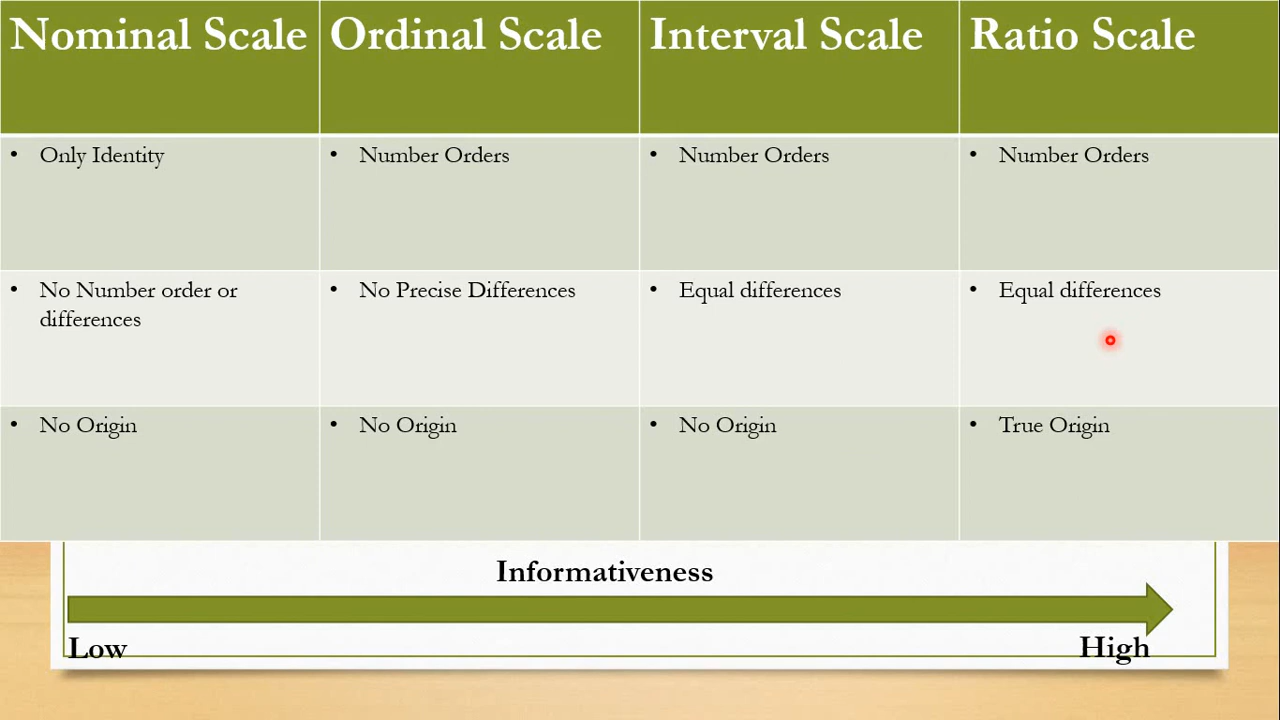 Nominal Scale
Ordinal Scale
Interval Scale
Ratio Scale
• Only Identity
• Number Orders
• Number Orders
• Number Orders
• No Number order or
differences
• No Precise Differences
• Equal differences
• Equal differences
• No Origin
• No Origin
• No Origin
• True Origin
Informativeness
Low
High